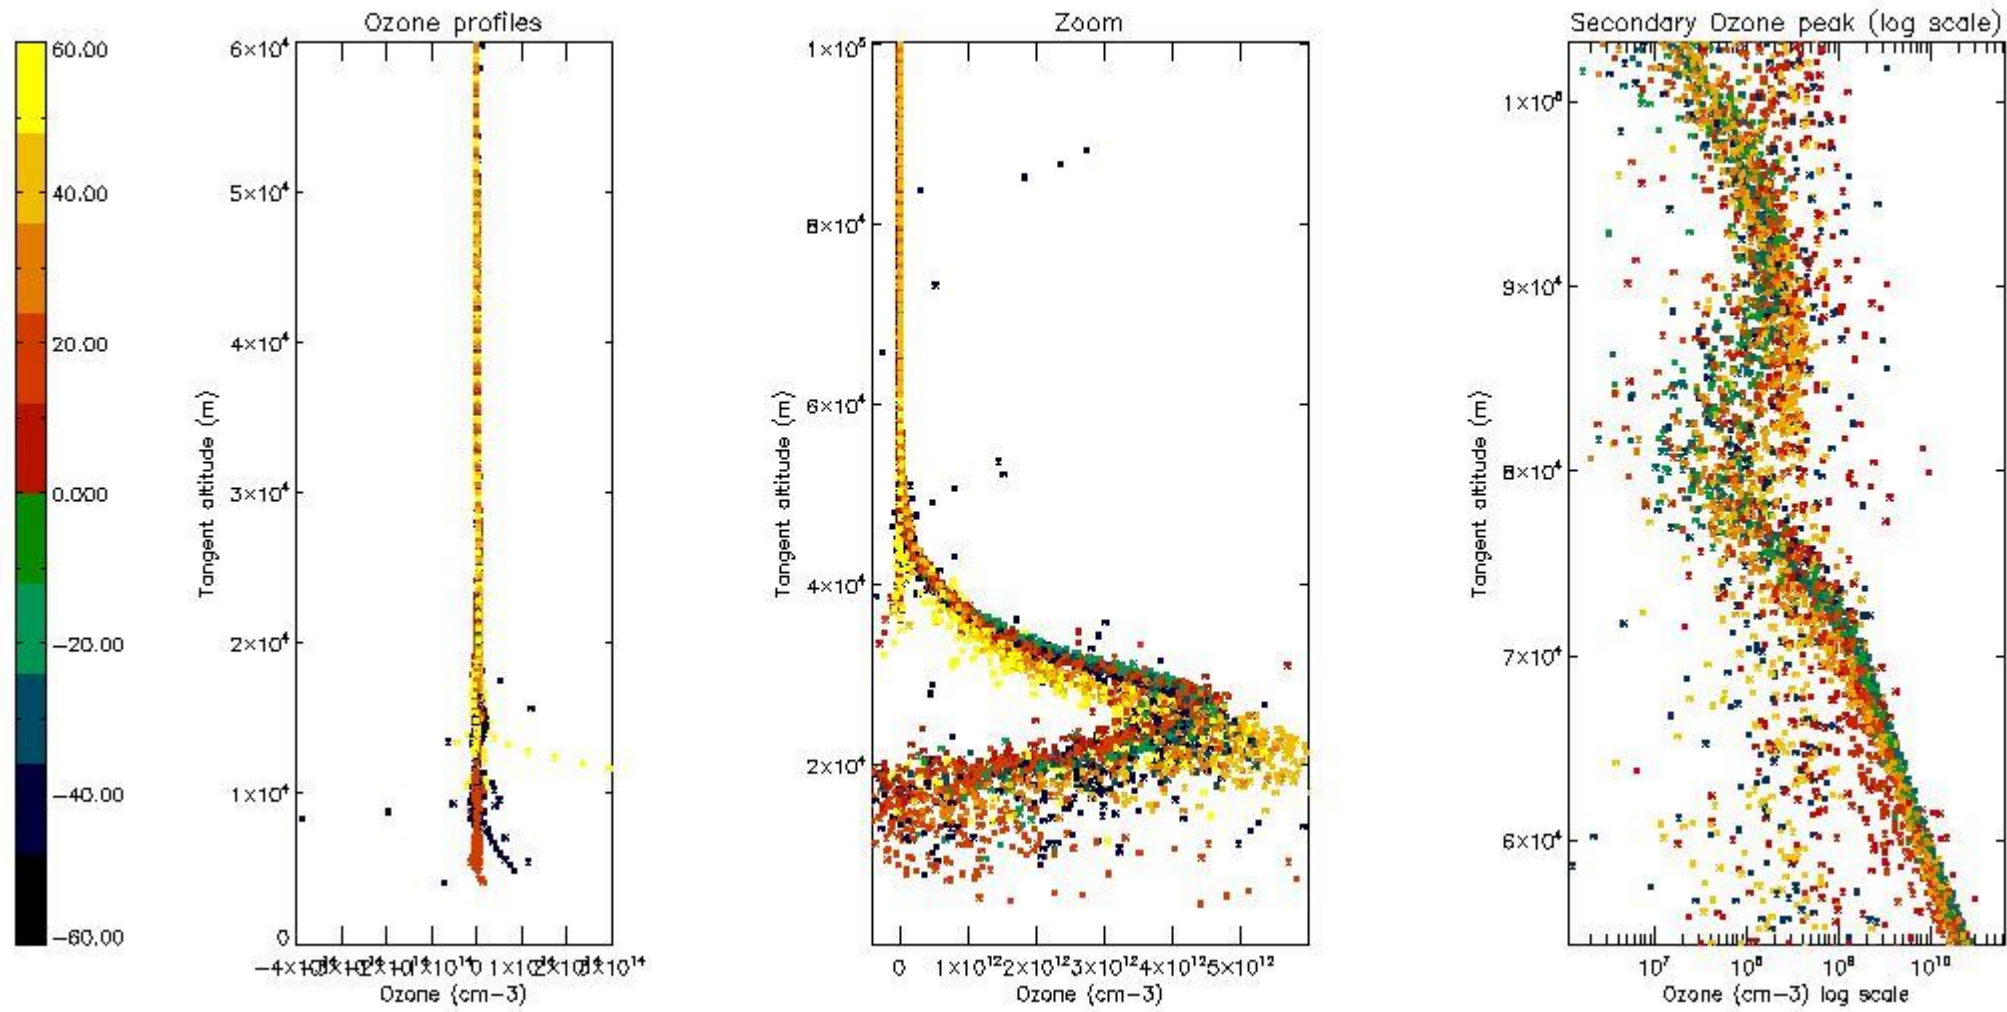 Ozone profiles
Zoom
Secondary Ozone peak (log scale)
60.00
40.00
20.00
0.000
−20.00
−40.00
−60.00
6×10⁴
5×10⁴
4×10⁴
3×10⁴
2×10⁴
1×10⁴
0
Tangent altitude (m)
0
Ozone (cm−3)
1×10⁵
8×10⁴
6×10⁴
4×10⁴
2×10⁴
Tangent altitude (m)
0 1×10¹² 2×10¹² 3×10¹² 4×10¹² 5×10¹²
Ozone (cm−3)
1×10⁵
9×10⁴
8×10⁴
7×10⁴
6×10⁴
Tangent altitude (m)
10⁷ 10⁸ 10⁹ 10¹⁰
Ozone (cm−3) log scale